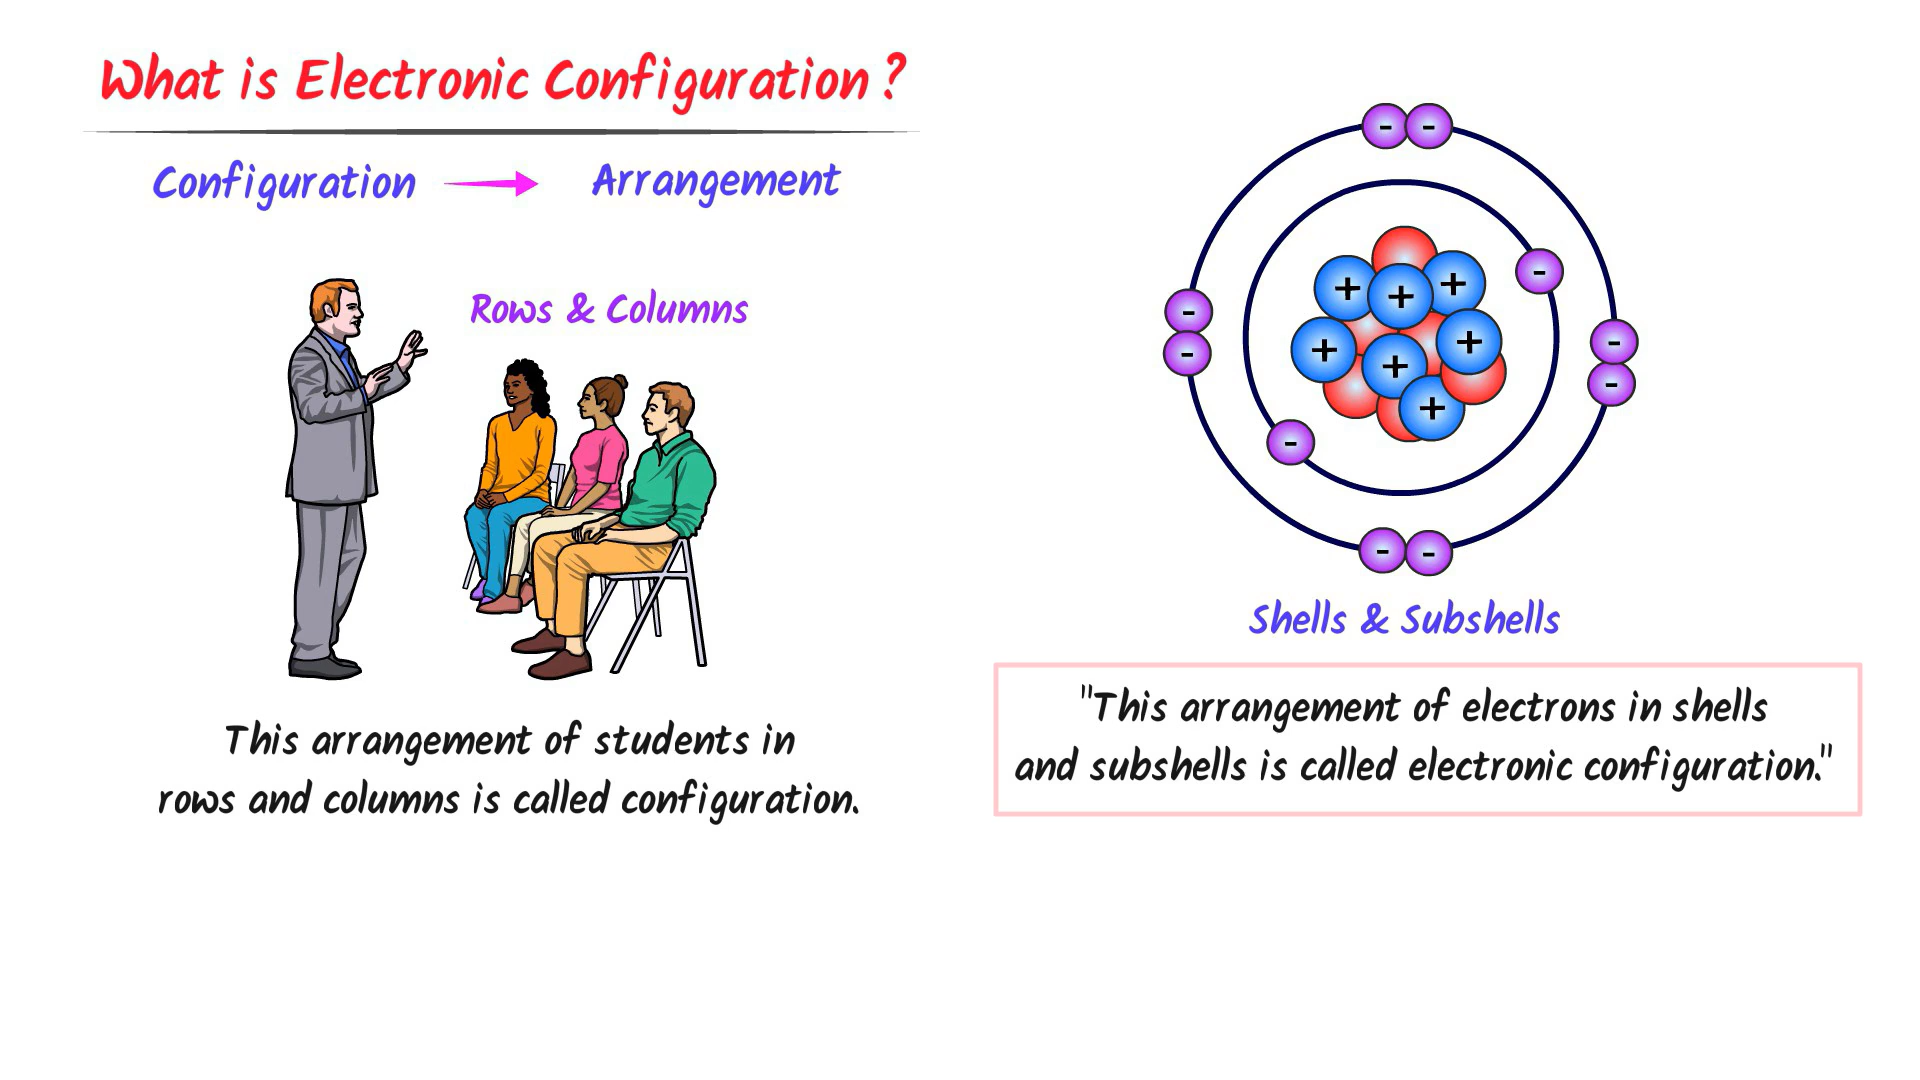 What is Electronic Configuration ?
Configuration
Arrangement
Rows & Columns
This arrangement of students in
rows and columns is called configuration.
- -
-
-
-
-
-
-
-
- -
+
+
+
+
+
+
+
Shells & Subshells
"This arrangement of electrons in shells
and subshells is called electronic configuration."